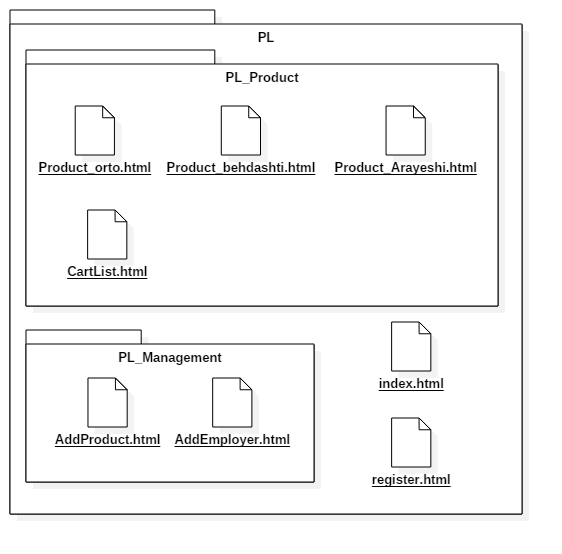 PL
PL_Product
Product_orto.html
Product_behdashti.html
Product_Arayeshi.html
CartList.html
PL_Management
AddProduct.html
AddEmployer.html
index.html
register.html